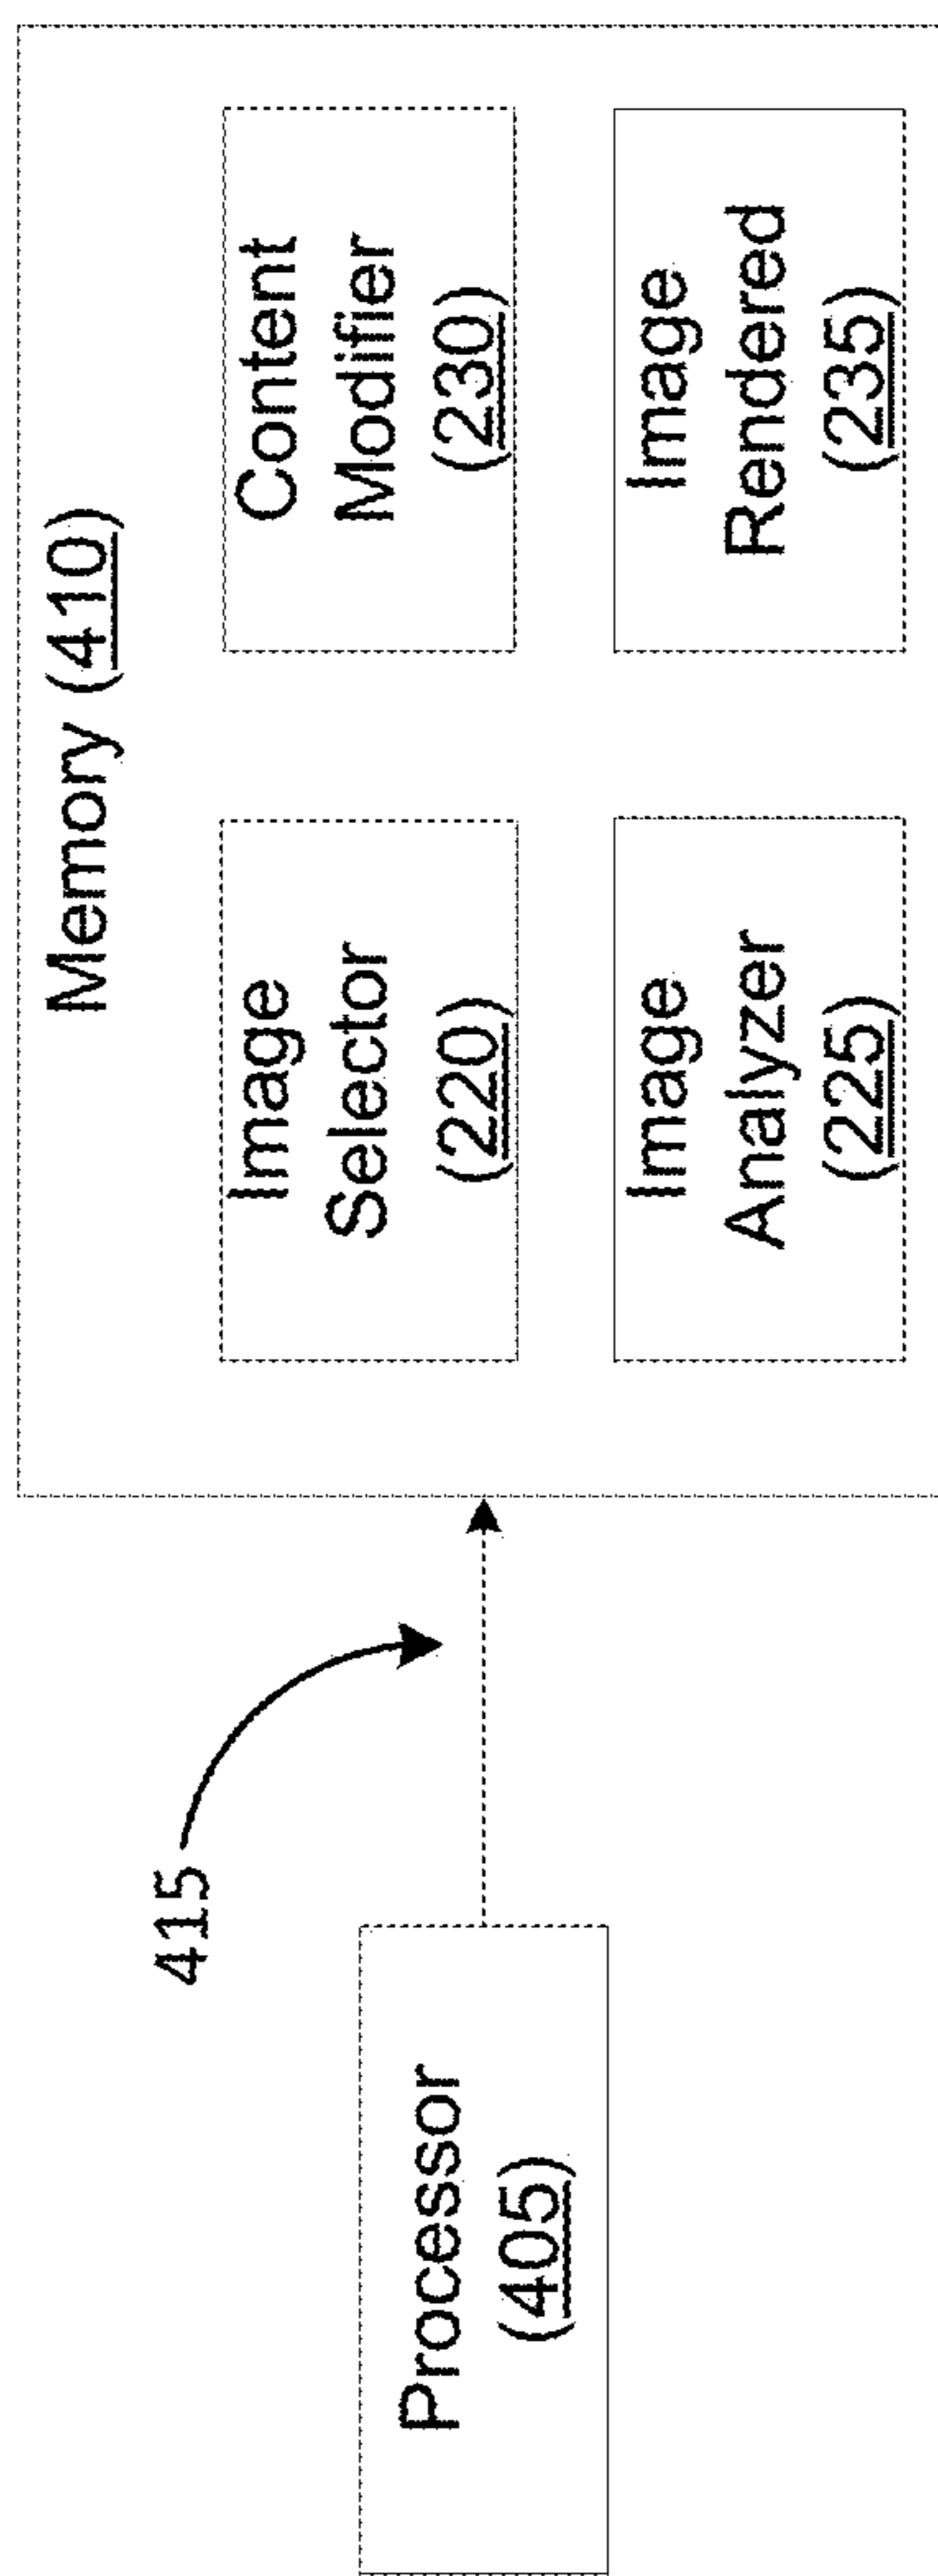 Memory (410)
Image
Selector
(220)
Content
Modifier
(230)
Image
Analyzer
(225)
Image
Rendered
(235)
415
Processor
(405)